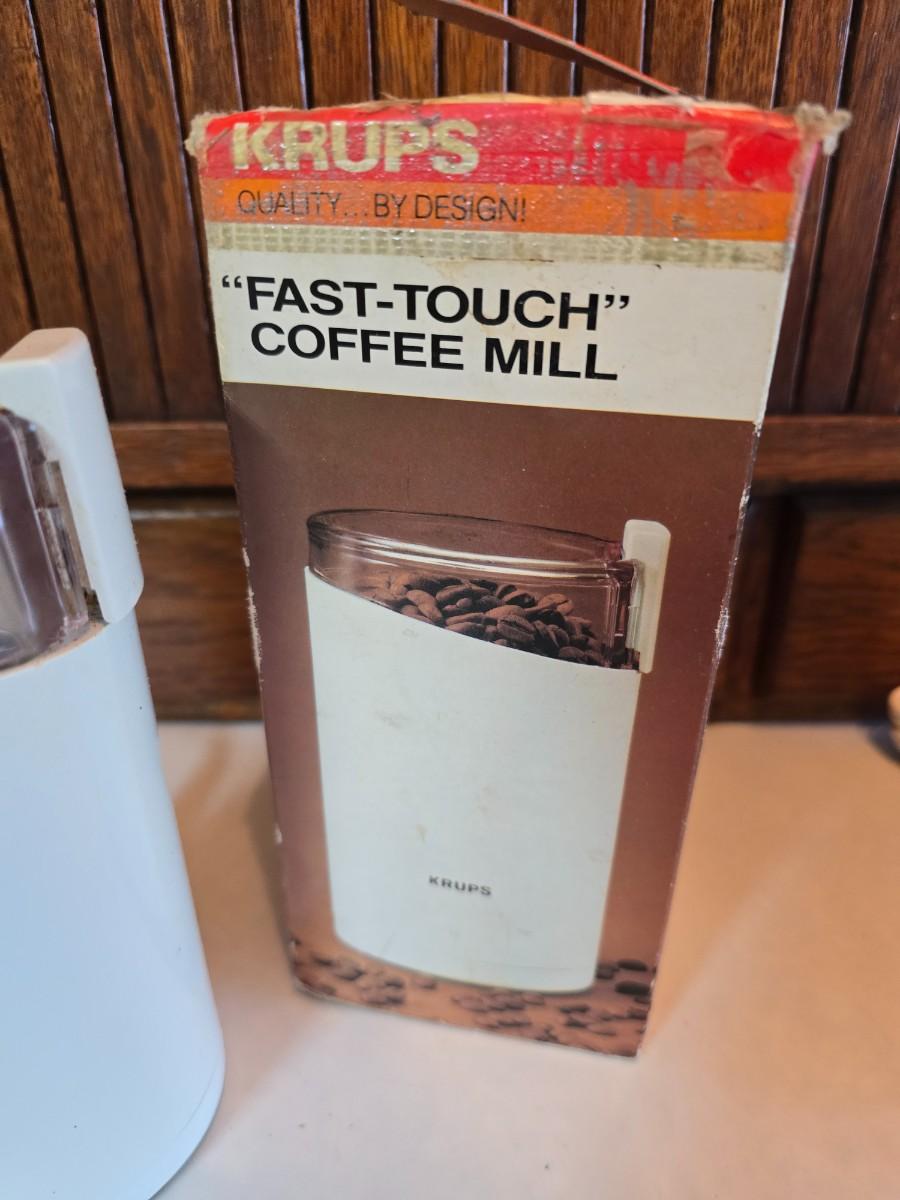 KRUPS
QUALITY...BY DESIGN!
“FAST-TOUCH”
COFFEE MILL
KRUPS